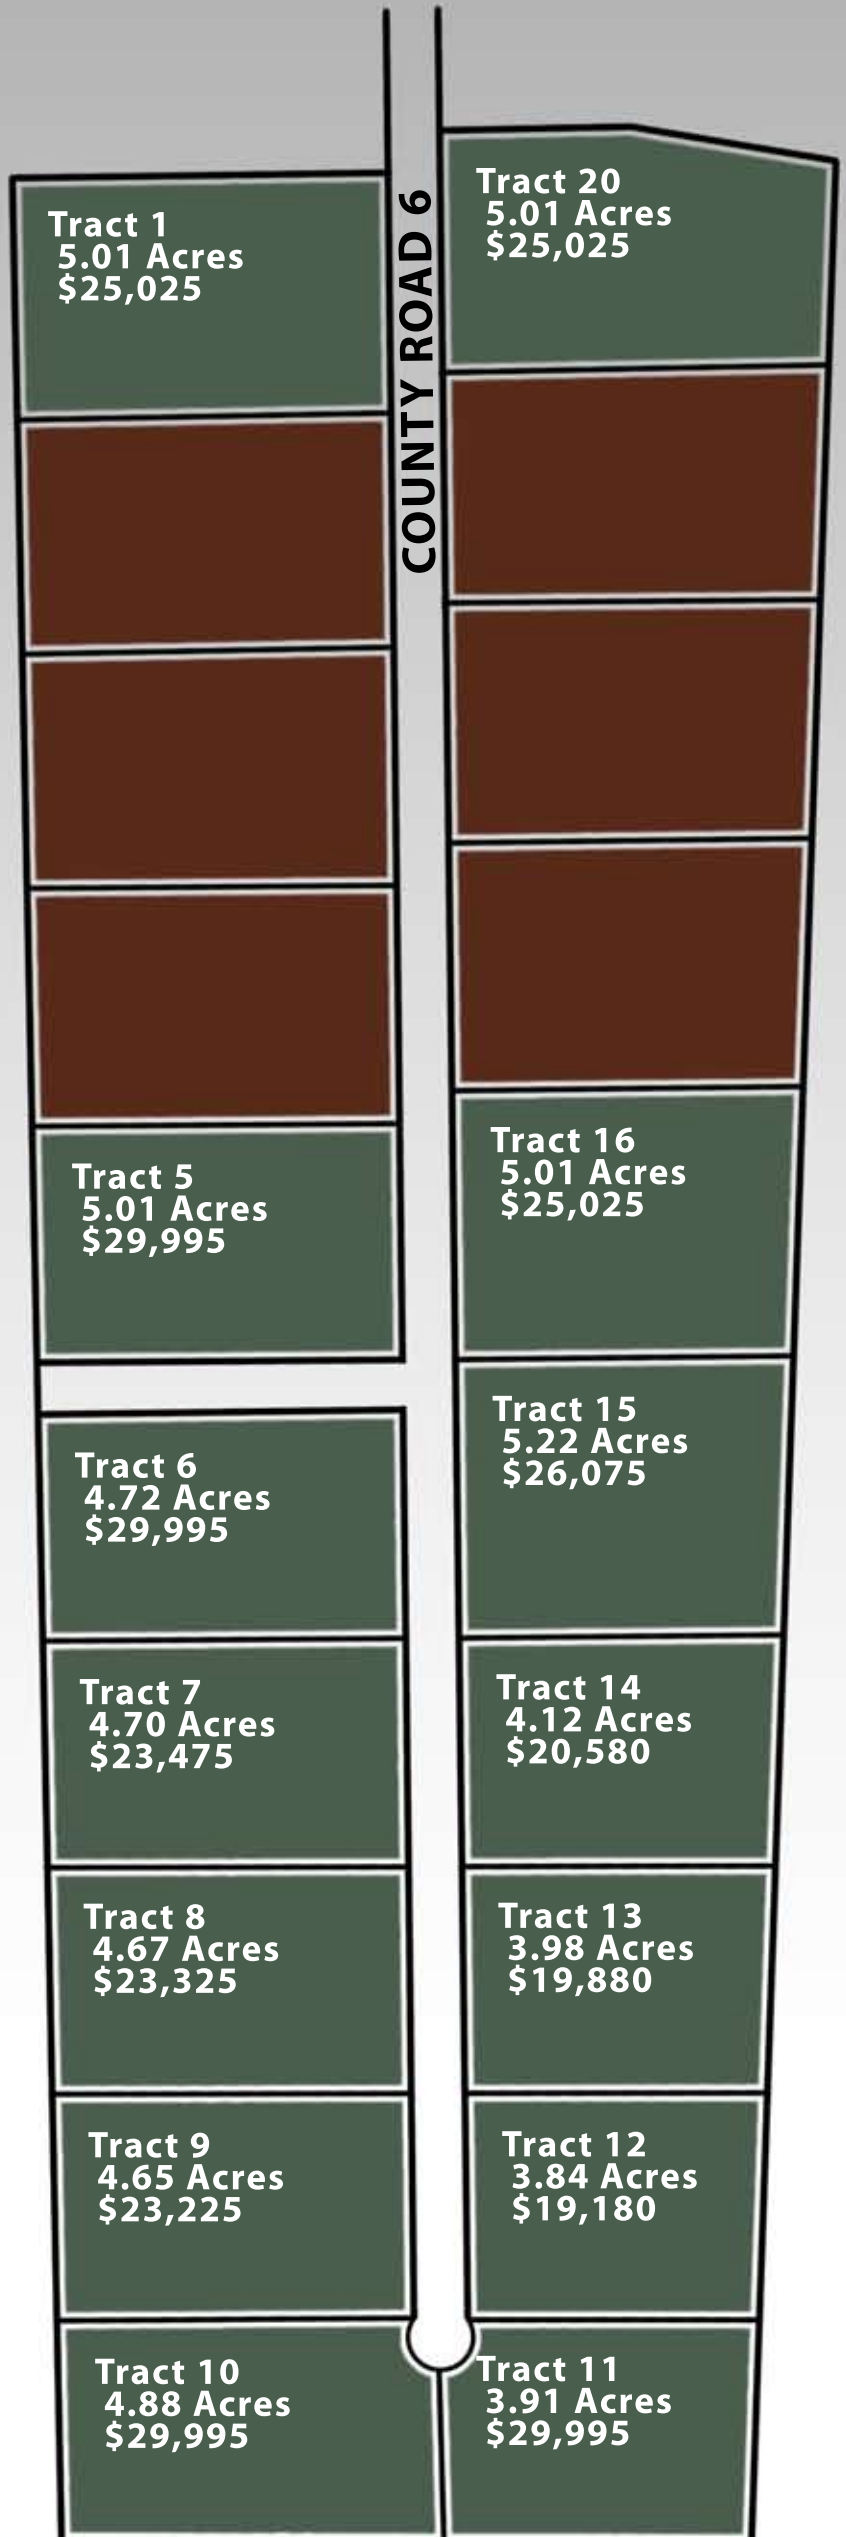 Tract 1
5.01 Acres
$25,025
COUNTY ROAD 6
Tract 20
5.01 Acres
$25,025
Tract 5
5.01 Acres
$29,995
Tract 16
5.01 Acres
$25,025
Tract 15
5.22 Acres
$26,075
Tract 6
4.72 Acres
$29,995
Tract 7
4.70 Acres
$23,475
Tract 14
4.12 Acres
$20,580
Tract 8
4.67 Acres
$23,325
Tract 13
3.98 Acres
$19,880
Tract 9
4.65 Acres
$23,225
Tract 12
3.84 Acres
$19,180
Tract 10
4.88 Acres
$29,995
Tract 11
3.91 Acres
$29,995